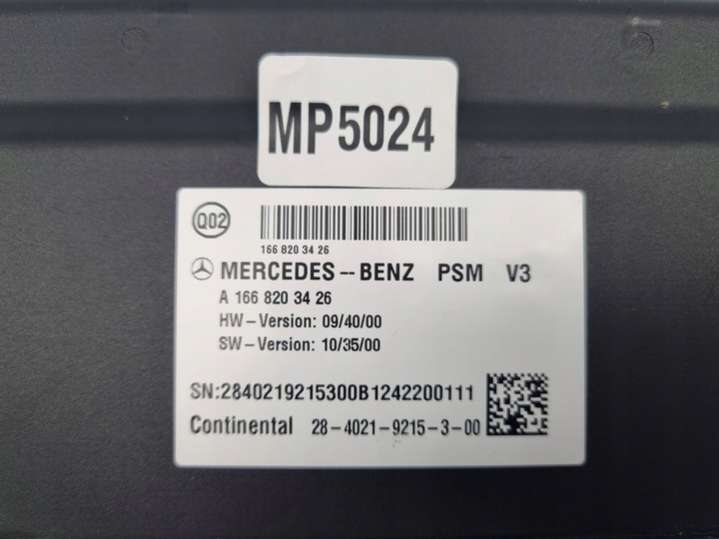 MP5024
Q02
166 820 34 26
MERCEDES--BENZ PSM V3
A 166 820 34 26
HW-Version: 09/40/00
SW-Version: 10/35/00
SN:2840219215300B1242200111
Continental 28-4021-9215-3-00